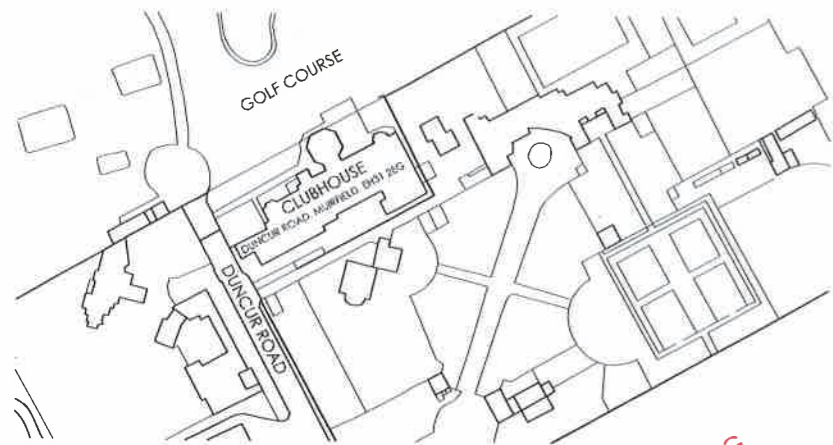 GOLF COURSE
CLUBHOUSE
DUNCUR ROAD MUIRFIELD EH31 2EG
DUNCUR ROAD